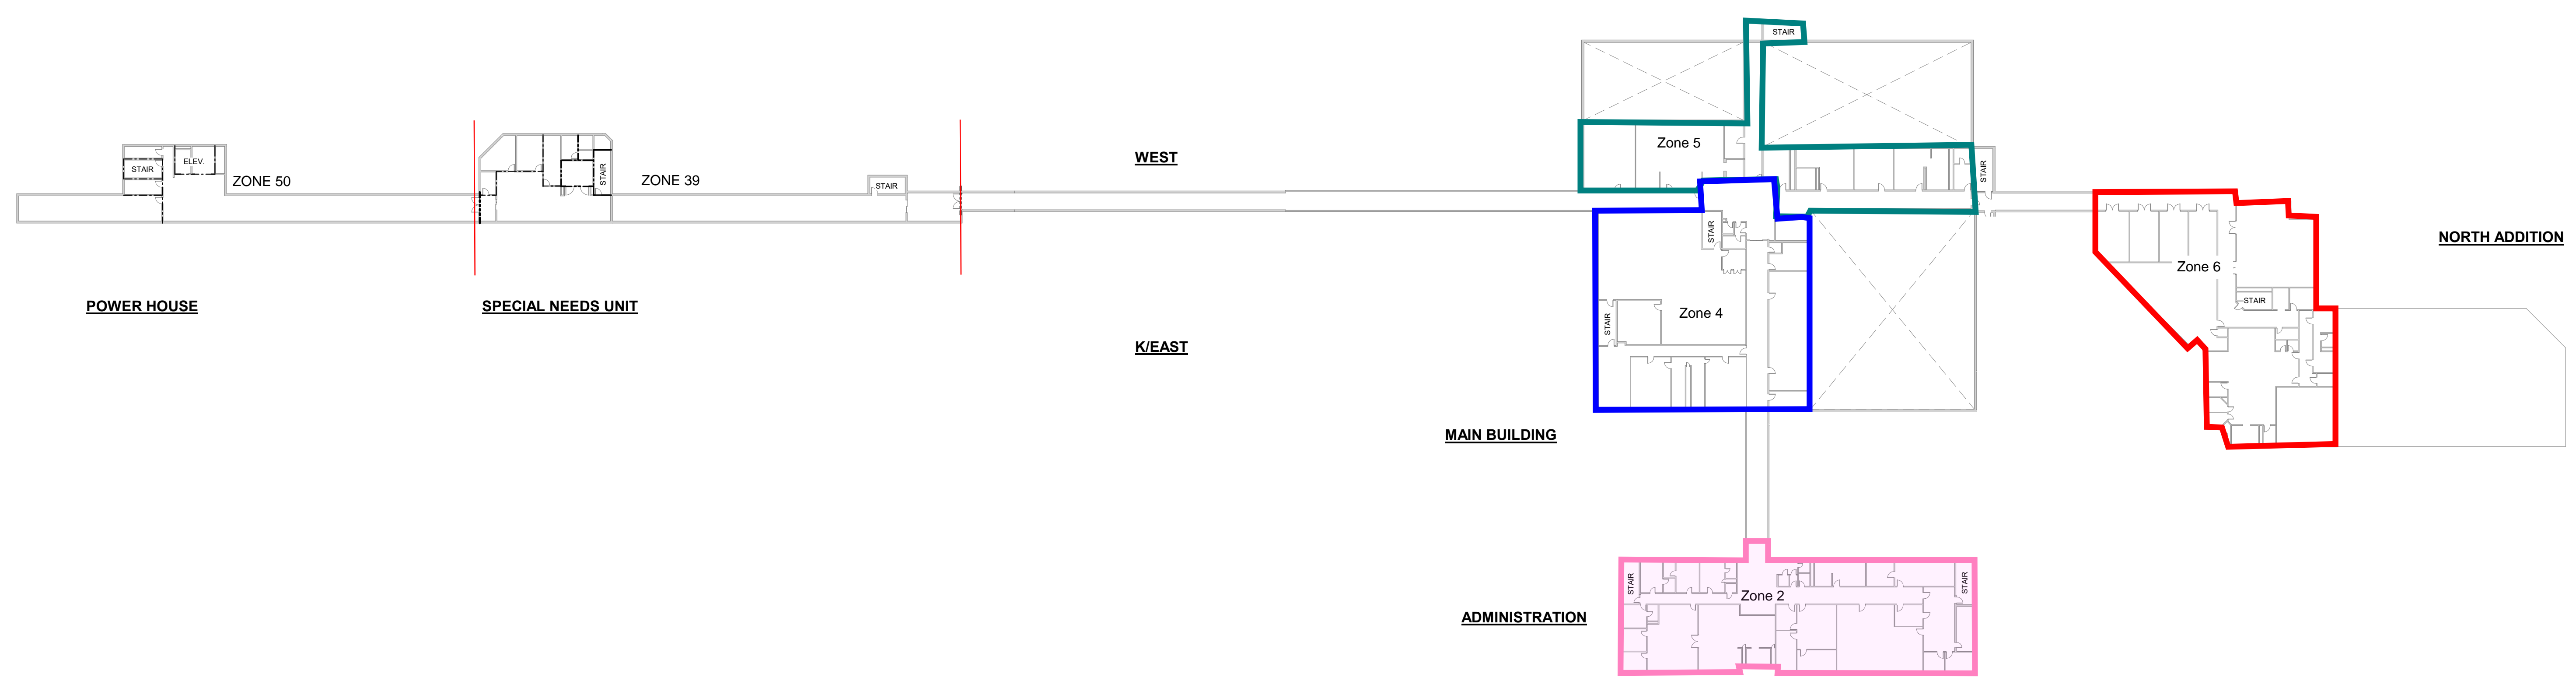 STAIR
Zone 5
WEST
STAIR
ELEV.
ZONE 50
STAIR
ZONE 39
STAIR
STAIR
STAIR
NORTH ADDITION
Zone 6
STAIR
POWER HOUSE
SPECIAL NEEDS UNIT
Zone 4
STAIR
K/EAST
MAIN BUILDING
STAIR
Zone 2
STAIR
ADMINISTRATION